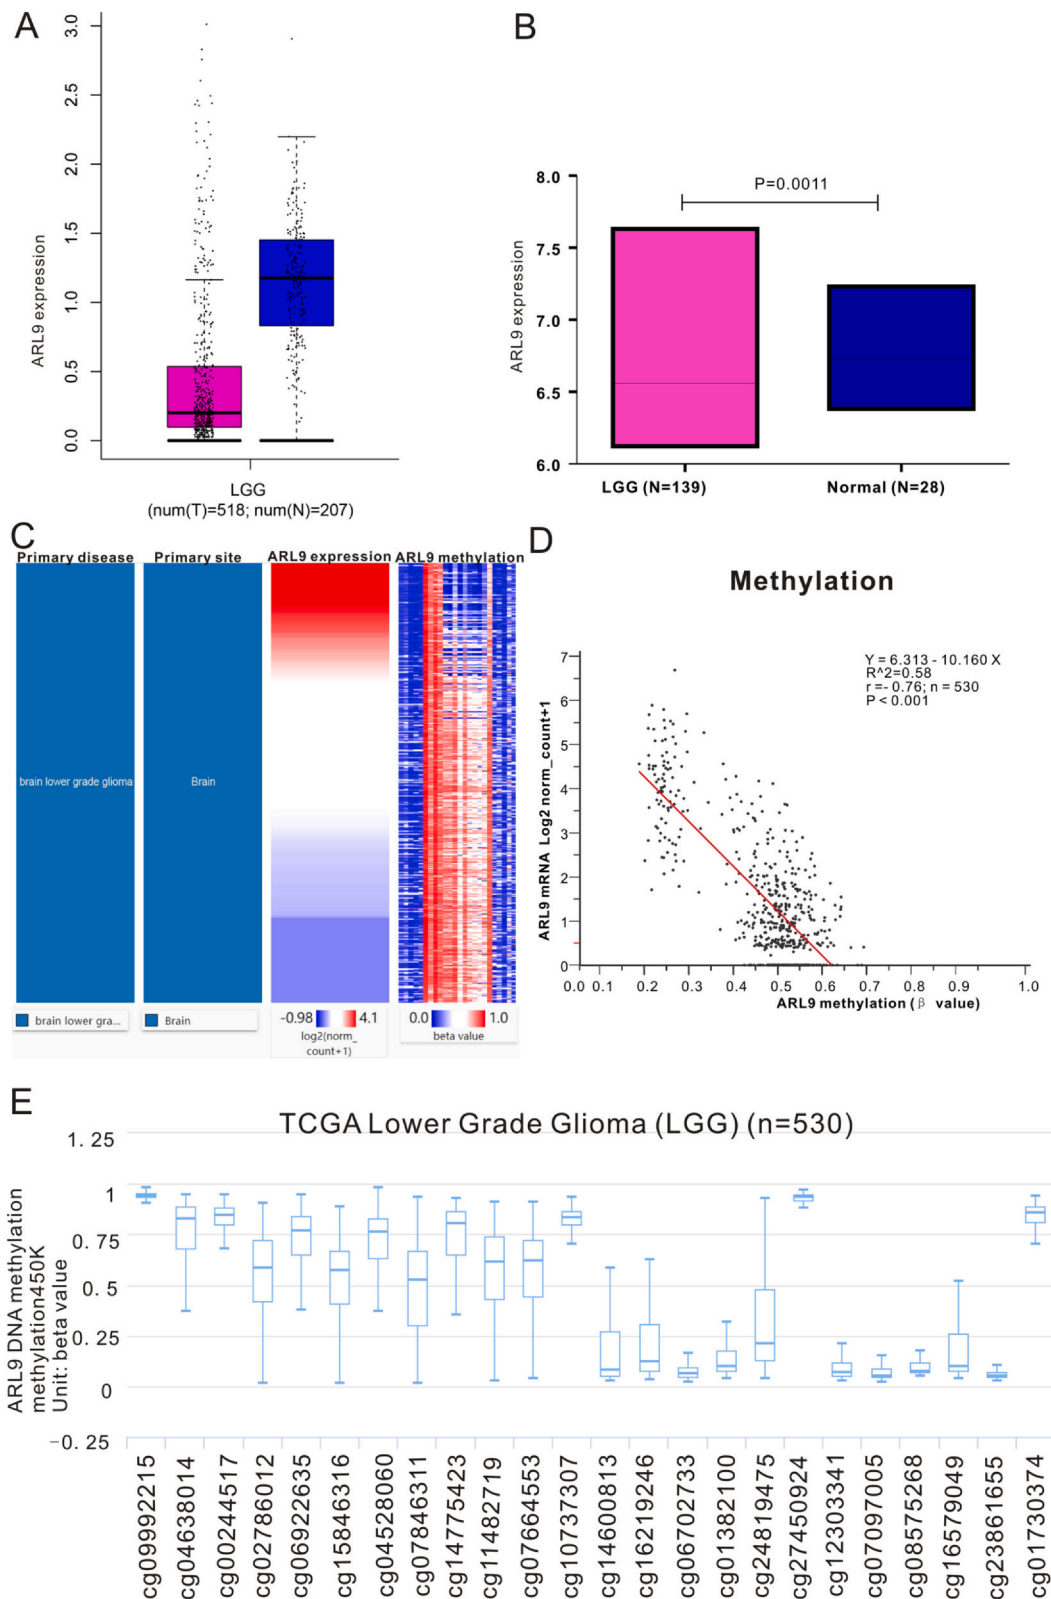 A
3.0
2.5
2.0
1.5
1.0
0.5
0.0
ARL9 expression
LGG
(num(T)=518; num(N)=207)
B
8.0
7.5
7.0
6.5
6.0
ARL9 expression
P=0.0011
LGG (N=139)
Normal (N=28)
C
Primary disease
Primary site
ARL9 expression
ARL9 methylation
brain lower grade glioma
Brain
brain lower gra...
Brain
-0.98 4.1
log2(norm_
count+1)
0.0 1.0
beta value
D
Methylation
Y = 6.313 - 10.160 X
R^2=0.58
r =- 0.76; n = 530
P < 0.001
ARL9 mRNA Log2 norm_count+1
7
6
5
4
3
2
1
0
0.0 0.1 0.2 0.3 0.4 0.5 0.6 0.7 0.8 0.9 1.0
ARL9 methylation (β value)
E
TCGA Lower Grade Glioma (LGG) (n=530)
1.25
1
0.75
0.5
0.25
0
-0.25
ARL9 DNA methylation
methylation450K
Unit: beta value
cg09992215
cg04638014
cg00244517
cg02786012
cg06922635
cg15846316
cg04528060
cg07846311
cg14775423
cg11482719
cg07664553
cg10737307
cg14600813
cg16219246
cg06702733
cg01382100
cg24819475
cg27450924
cg12303341
cg07097005
cg08575268
cg16579049
cg23861655
cg01730374